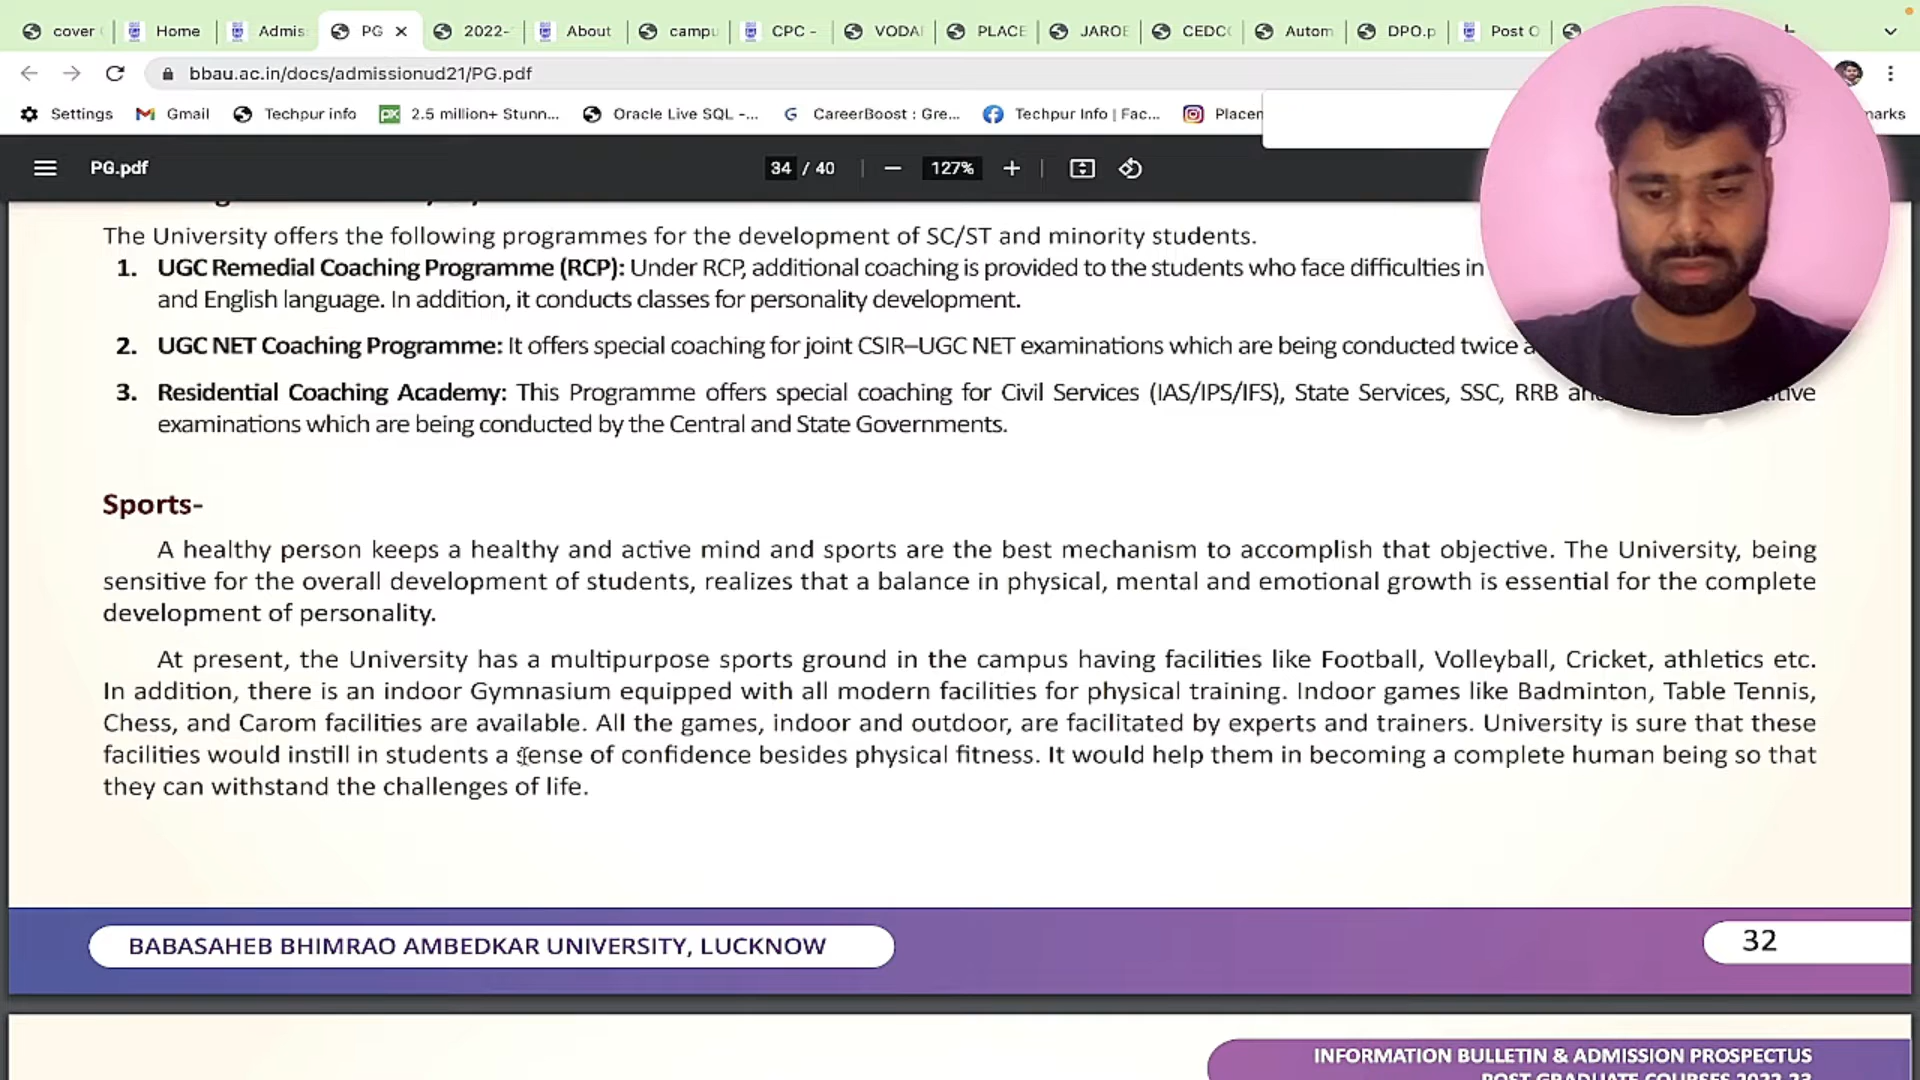 cover Home Admis PG 2022- About campu CPC - VODA PLACE JAROE CEDC Autom DPO.p Post O
bbau.ac.in/docs/admissionud21/PG.pdf
Settings Gmail Techpur info 2.5 million+ Stunn... Oracle Live SQL -... CareerBoost : Gre... Techpur Info | Fac... Placen arks
PG.pdf 34 / 40 127%
The University offers the following programmes for the development of SC/ST and minority students.
1. UGC Remedial Coaching Programme (RCP): Under RCP, additional coaching is provided to the students who face difficulties in
and English language. In addition, it conducts classes for personality development.
2. UGC NET Coaching Programme: It offers special coaching for joint CSIR–UGC NET examinations which are being conducted twice a
3. Residential Coaching Academy: This Programme offers special coaching for Civil Services (IAS/IPS/IFS), State Services, SSC, RRB an tive
examinations which are being conducted by the Central and State Governments.
Sports-
A healthy person keeps a healthy and active mind and sports are the best mechanism to accomplish that objective. The University, being
sensitive for the overall development of students, realizes that a balance in physical, mental and emotional growth is essential for the complete
development of personality.
At present, the University has a multipurpose sports ground in the campus having facilities like Football, Volleyball, Cricket, athletics etc.
In addition, there is an indoor Gymnasium equipped with all modern facilities for physical training. Indoor games like Badminton, Table Tennis,
Chess, and Carom facilities are available. All the games, indoor and outdoor, are facilitated by experts and trainers. University is sure that these
facilities would instill in students a sense of confidence besides physical fitness. It would help them in becoming a complete human being so that
they can withstand the challenges of life.
BABASAHEB BHIMRAO AMBEDKAR UNIVERSITY, LUCKNOW 32
INFORMATION BULLETIN & ADMISSION PROSPECTUS
POST GRADUATE COURSES 2022-23